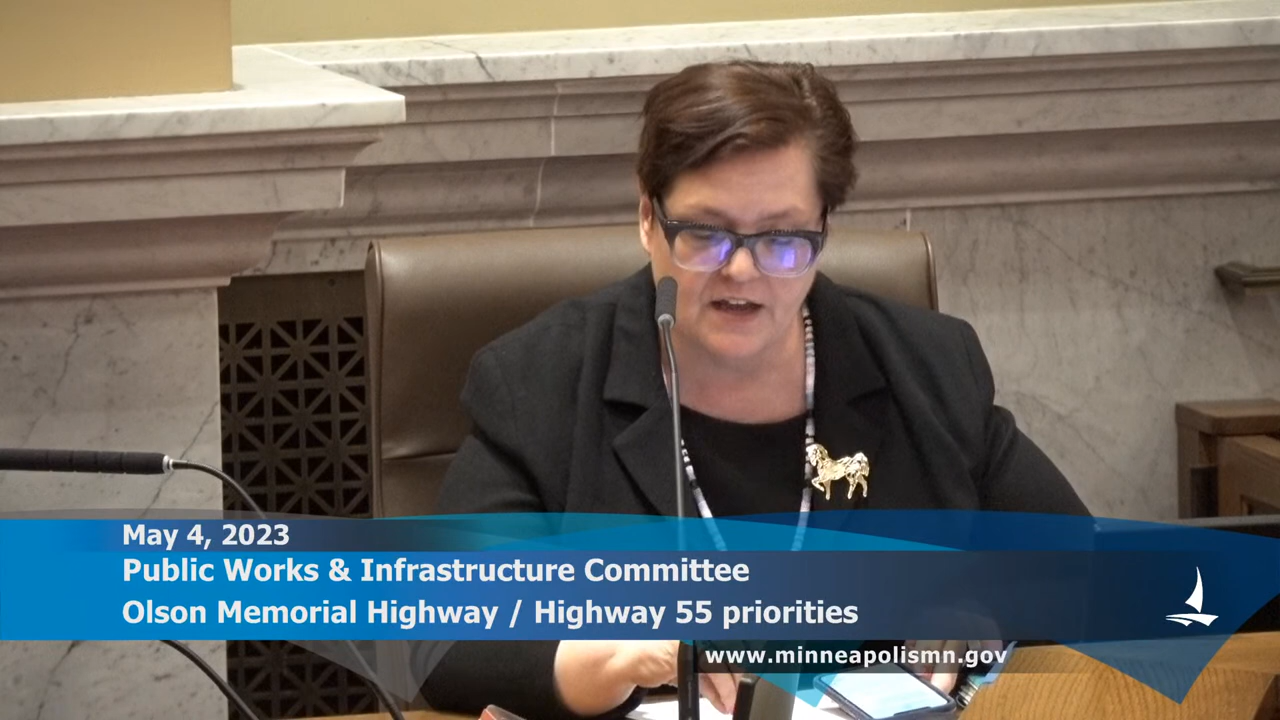 May 4, 2023
Public Works & Infrastructure Committee
Olson Memorial Highway / Highway 55 priorities
www.minneapolismn.gov